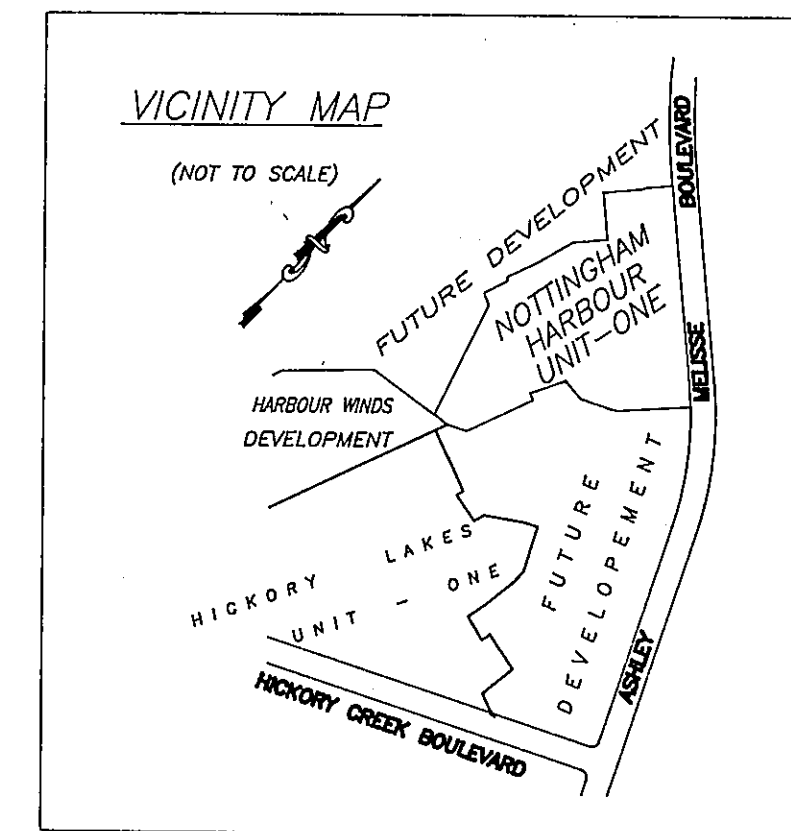 VICINITY MAP
(NOT TO SCALE)
FUTURE DEVELOPMENT
BOULEVARD
NOTTINGHAM
HARBOUR
UNIT-ONE
MELISSE
HARBOUR WINDS
DEVELOPMENT
HICKORY LAKES
UNIT - ONE
FUTURE
DEVELOPEMENT
ASHLEY
HICKORY CREEK BOULEVARD